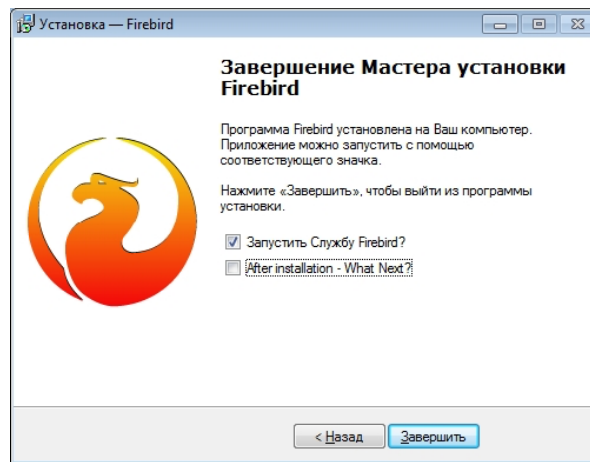 Установка — Firebird
Завершение Мастера установки
Firebird
Программа Firebird установлена на Ваш компьютер.
Приложение можно запустить с помощью
соответствующего значка.
Нажмите «Завершить», чтобы выйти из программы
установки.
Запустить Службу Firebird?
After installation - What Next?
< Назад
Завершить